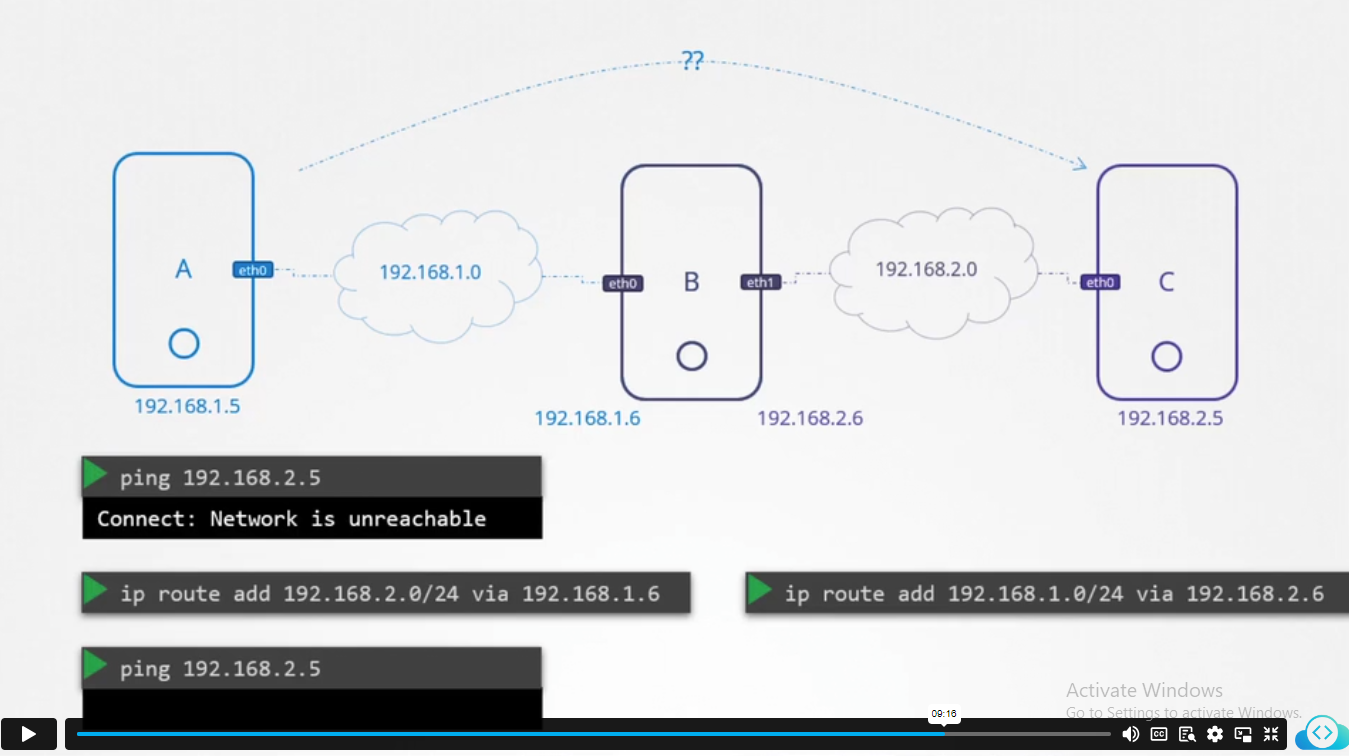 ??
A
eth0
192.168.1.0
eth0
B
eth1
192.168.2.0
eth0
C
192.168.1.5
192.168.1.6
192.168.2.6
192.168.2.5
ping 192.168.2.5
Connect: Network is unreachable
ip route add 192.168.2.0/24 via 192.168.1.6
ip route add 192.168.1.0/24 via 192.168.2.6
ping 192.168.2.5
Activate Windows
Go to Settings to activate Windows.
09:16
CC